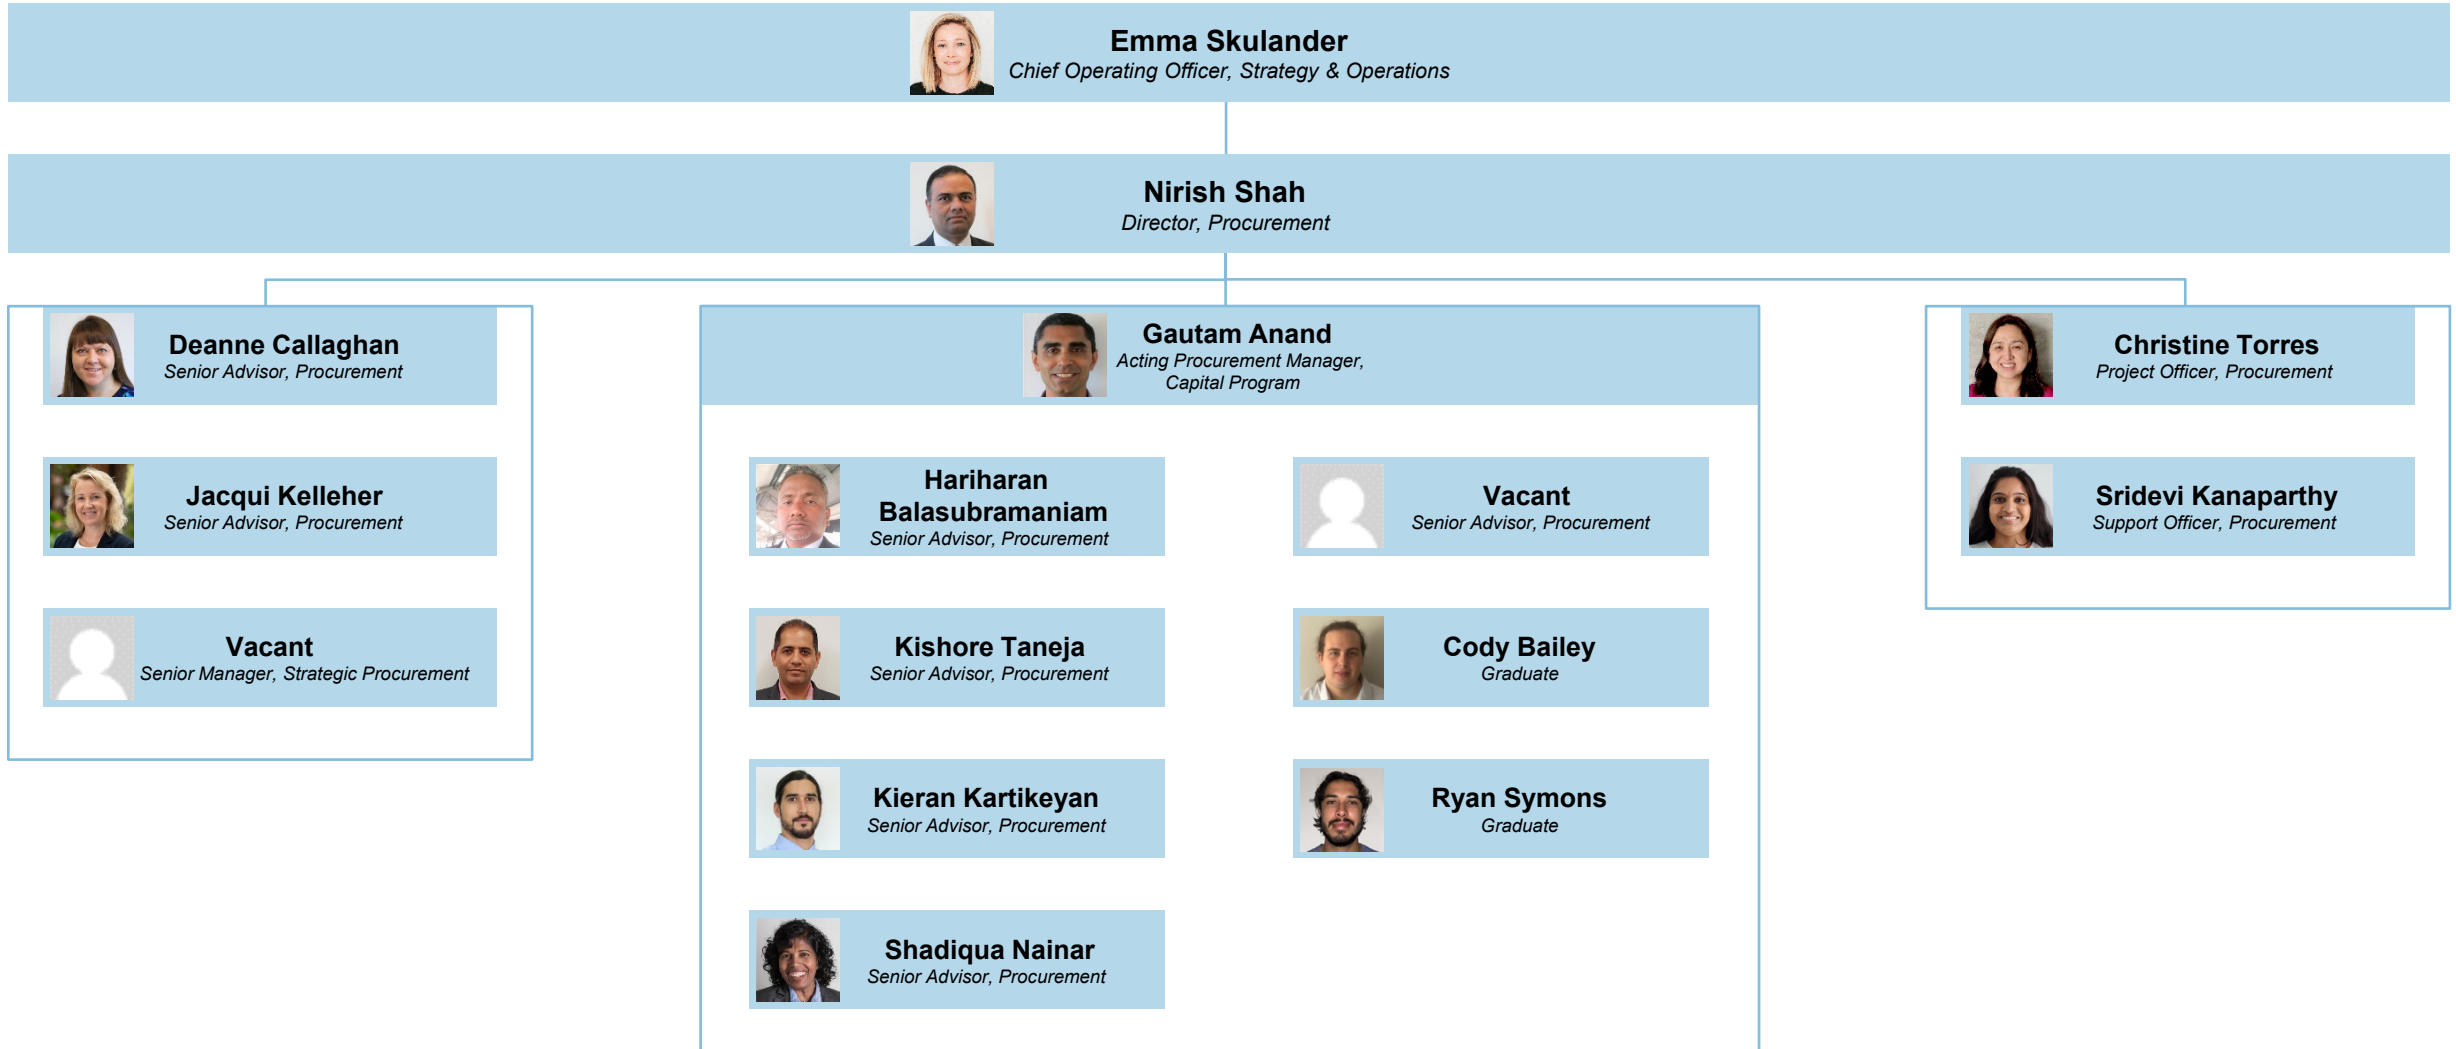 Emma Skulander
Chief Operating Officer, Strategy & Operations
Nirish Shah
Director, Procurement
Deanne Callaghan
Senior Advisor, Procurement
Jacqui Kelleher
Senior Advisor, Procurement
Vacant
Senior Manager, Strategic Procurement
Gautam Anand
Acting Procurement Manager,
Capital Program
Hariharan
Balasubramaniam
Senior Advisor, Procurement
Kishore Taneja
Senior Advisor, Procurement
Kieran Kartikeyan
Senior Advisor, Procurement
Shadiqua Nainar
Senior Advisor, Procurement
Vacant
Senior Advisor, Procurement
Cody Bailey
Graduate
Ryan Symons
Graduate
Christine Torres
Project Officer, Procurement
Sridevi Kanaparthy
Support Officer, Procurement